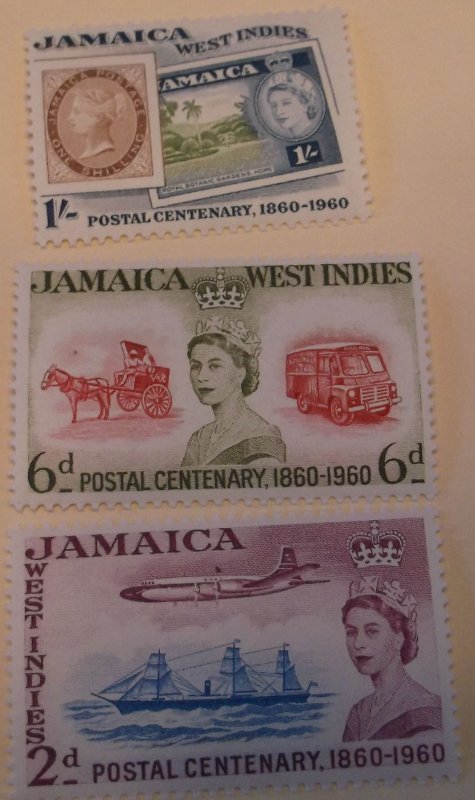 JAMAICA
WEST INDIES
JAMAICA POSTAGE
ONE SHILLING
JAMAICA
1/-
ROYAL BOTANIC GARDENS, HOPE
1/- POSTAL CENTENARY, 1860-1960
JAMAICA WEST INDIES
6d POSTAL CENTENARY, 1860-1960 6d
JAMAICA
WEST INDIES
2d POSTAL CENTENARY, 1860-1960